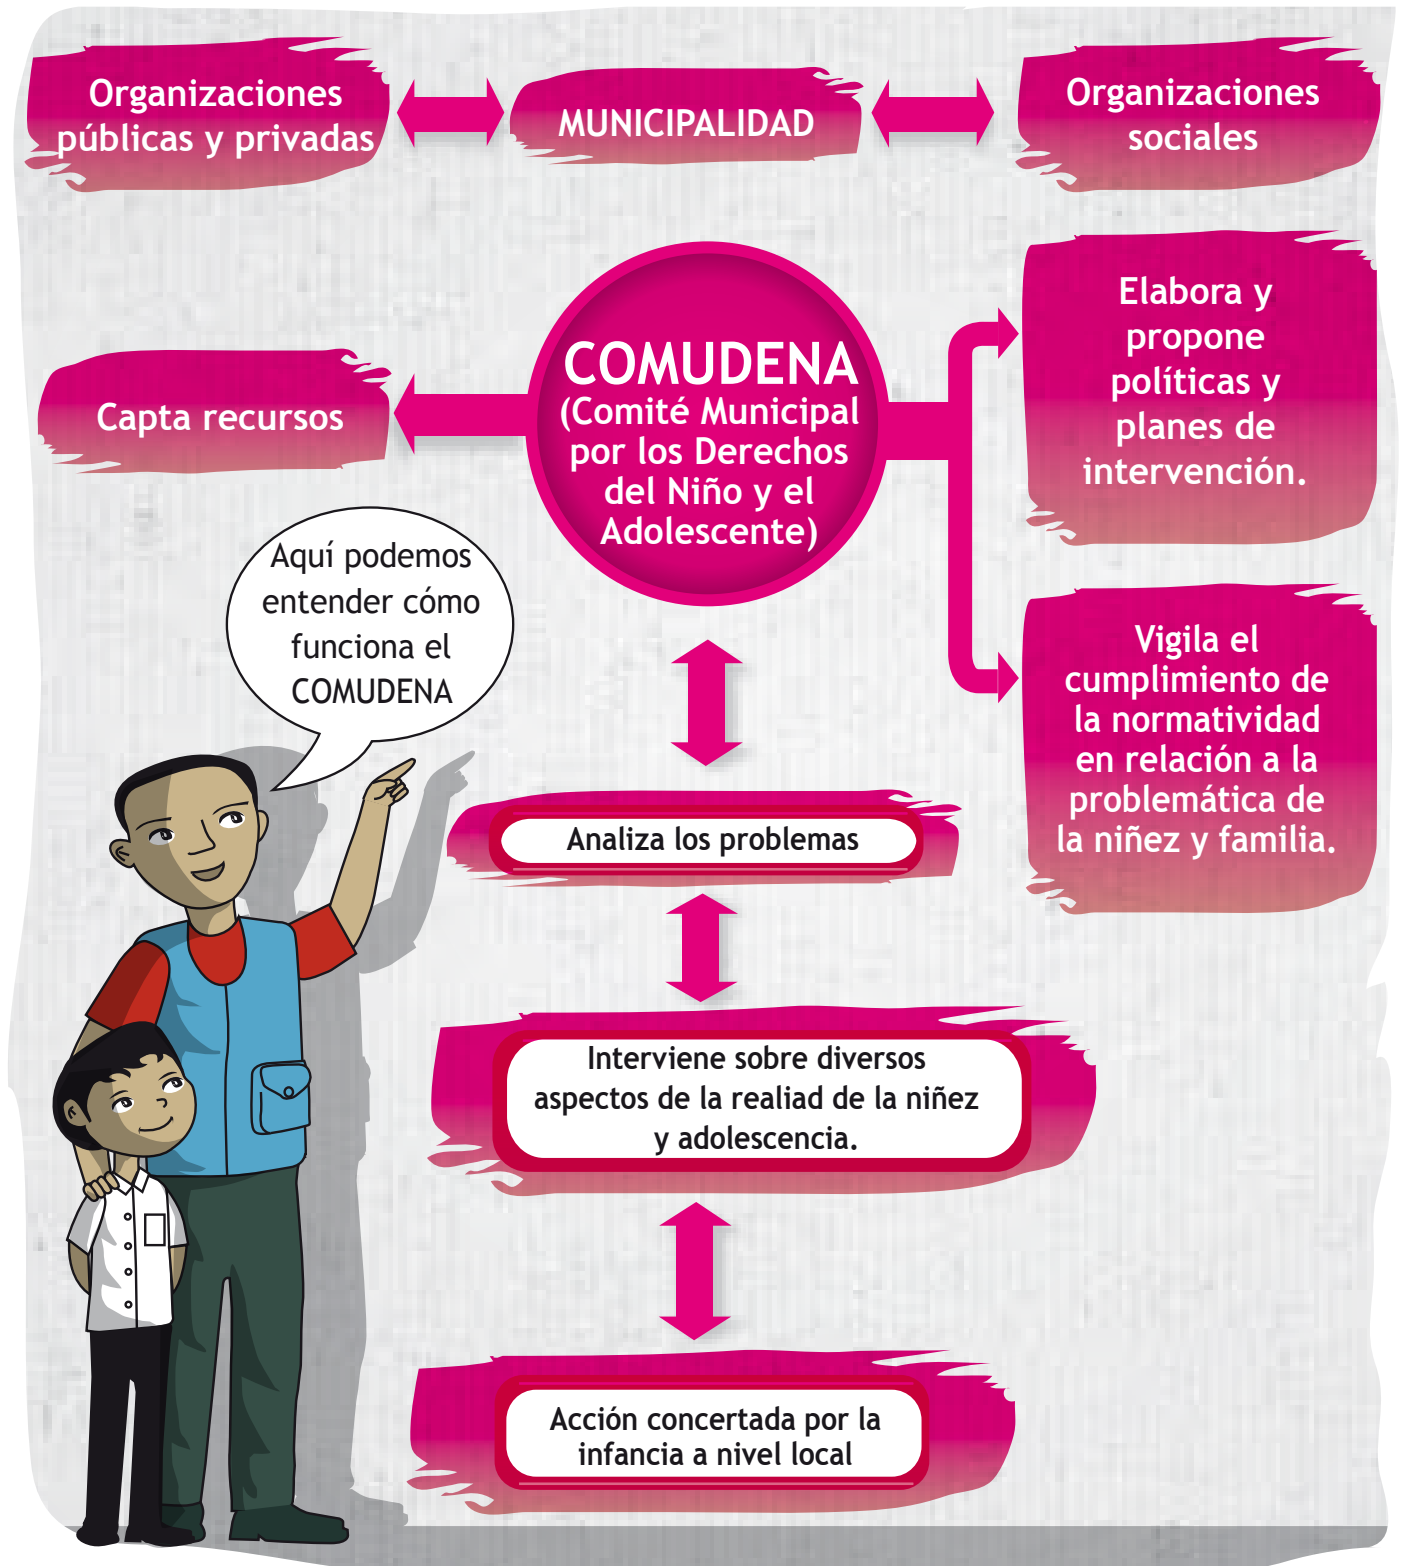 Organizaciones
públicas y privadas
MUNICIPALIDAD
Organizaciones
sociales
COMUDENA
(Comité Municipal
por los Derechos
del Niño y el
Adolescente)
Capta recursos
Elabora y
propone
políticas y
planes de
intervención.
Vigila el
cumplimiento de
la normatividad
en relación a la
problemática de
la niñez y familia.
Aquí podemos
entender cómo
funciona el
COMUDENA
Analiza los problemas
Interviene sobre diversos
aspectos de la realiad de la niñez
y adolescencia.
Acción concertada por la
infancia a nivel local